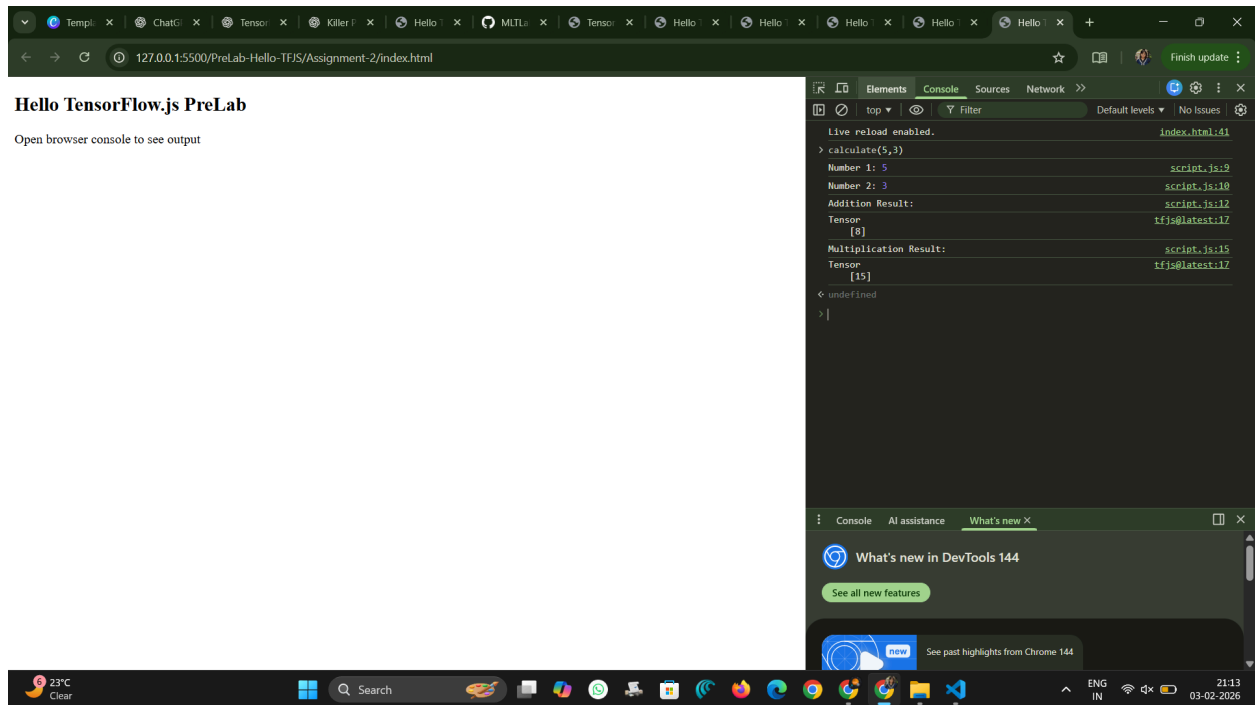 Templa
ChatG
Tensor
Killer P
Hello T
MLTLa
Tensor
Hello T
Hello T
Hello T
Hello T
Hello T
127.0.0.1:5500/PreLab-Hello-TFJS/Assignment-2/index.html
Finish update
Hello TensorFlow.js PreLab
Open browser console to see output
Elements Console Sources Network
top Filter Default levels No Issues
Live reload enabled. index.html:41
> calculate(5,3)
Number 1: 5 script.js:9
Number 2: 3 script.js:10
Addition Result: script.js:12
Tensor tfjs@latest:17
[8]
Multiplication Result: script.js:15
Tensor tfjs@latest:17
[15]
undefined
>
Console AI assistance What's new
What's new in DevTools 144
See all new features
new See past highlights from Chrome 144
6 23°C
Clear
Search
ENG
IN
21:13
03-02-2026